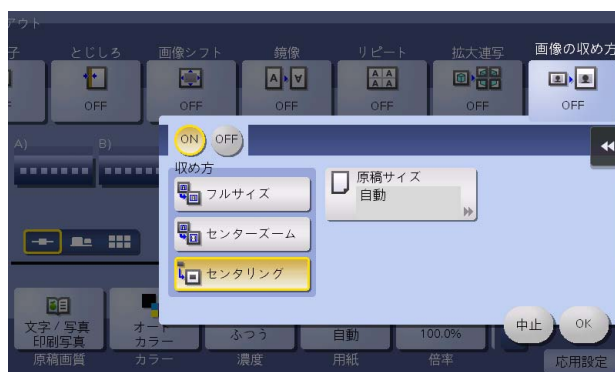 アウト
子 とじしろ 画像シフト 鏡像 リピート 拡大連写 画像の収め方
OFF OFF OFF OFF OFF OFF
A) B)
ON OFF
収め方
フルサイズ
センターズーム
センタリング
原稿サイズ
自動
中止 OK
文字/写真
印刷写真
オート
カラー
ふつう 自動 100.0%
原稿画質 カラー 濃度 用紙 倍率 応用設定